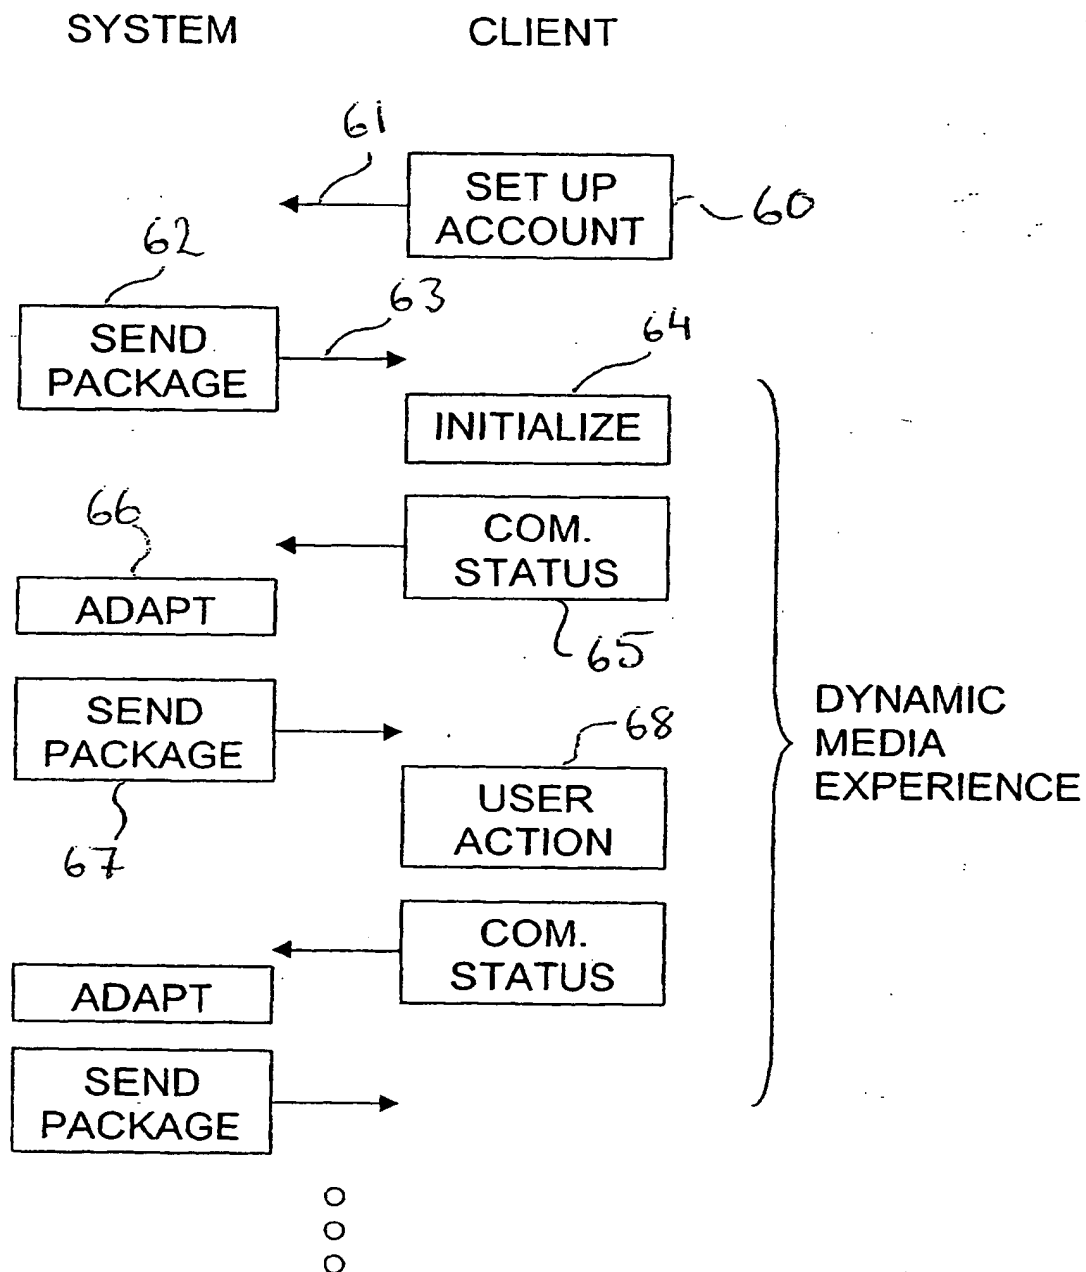 SYSTEM CLIENT
61
SET UP
ACCOUNT
60
62
SEND
PACKAGE
63
64
INITIALIZE
COM.
STATUS
65
66
ADAPT
SEND
PACKAGE
67
68
USER
ACTION
DYNAMIC
MEDIA
EXPERIENCE
COM.
STATUS
ADAPT
SEND
PACKAGE